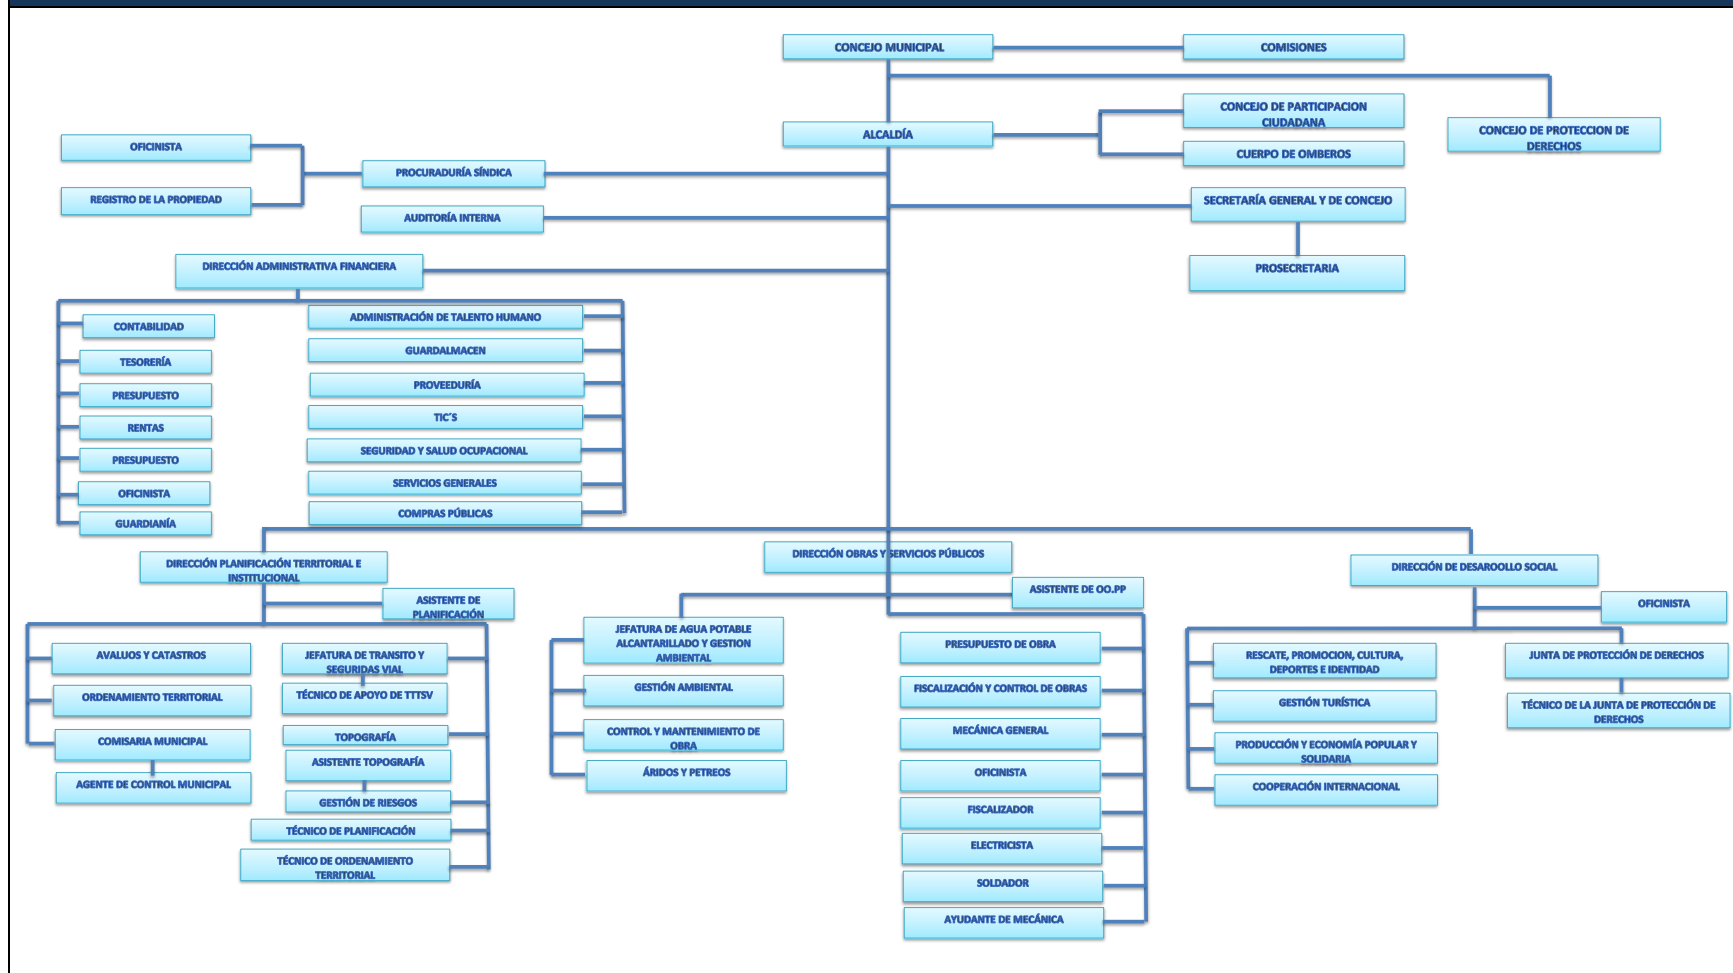 CONCEJO MUNICIPAL
COMISIONES
CONCEJO DE PARTICIPACION
CIUDADANA
ALCALDÍA
CONCEJO DE PROTECCION DE
DERECHOS
CUERPO DE OMBEROS
OFICINISTA
PROCURADURÍA SÍNDICA
REGISTRO DE LA PROPIEDAD
SECRETARÍA GENERAL Y DE CONCEJO
AUDITORÍA INTERNA
DIRECCIÓN ADMINISTRATIVA FINANCIERA
PROSECRETARIA
CONTABILIDAD
TESORERÍA
PRESUPUESTO
RENTAS
PRESUPUESTO
OFICINISTA
GUARDIANÍA
ADMINISTRACIÓN DE TALENTO HUMANO
GUARDALMACEN
PROVEEDURÍA
TIC´S
SEGURIDAD Y SALUD OCUPACIONAL
SERVICIOS GENERALES
COMPRAS PÚBLICAS
DIRECCIÓN PLANIFICACIÓN TERRITORIAL E
INSTITUCIONAL
ASISTENTE DE
PLANIFICACIÓN
AVALUOS Y CATASTROS
ORDENAMIENTO TERRITORIAL
COMISARIA MUNICIPAL
AGENTE DE CONTROL MUNICIPAL
JEFATURA DE TRANSITO Y
SEGURIDAS VIAL
TÉCNICO DE APOYO DE TTTSV
TOPOGRAFÍA
ASISTENTE TOPOGRAFÍA
GESTIÓN DE RIESGOS
TÉCNICO DE PLANIFICACIÓN
TÉCNICO DE ORDENAMIENTO
TERRITORIAL
DIRECCIÓN OBRAS Y SERVICIOS PÚBLICOS
ASISTENTE DE OO.PP
JEFATURA DE AGUA POTABLE
ALCANTARILLADO Y GESTION
AMBIENTAL
GESTIÓN AMBIENTAL
CONTROL Y MANTENIMIENTO DE
OBRA
ÁRIDOS Y PETREOS
PRESUPUESTO DE OBRA
FISCALIZACIÓN Y CONTROL DE OBRAS
MECÁNICA GENERAL
OFICINISTA
FISCALIZADOR
ELECTRICISTA
SOLDADOR
AYUDANTE DE MECÁNICA
DIRECCIÓN DE DESAROOLLO SOCIAL
OFICINISTA
RESCATE, PROMOCION, CULTURA,
DEPORTES E IDENTIDAD
GESTIÓN TURÍSTICA
PRODUCCIÓN Y ECONOMÍA POPULAR Y
SOLIDARIA
COOPERACIÓN INTERNACIONAL
JUNTA DE PROTECCIÓN DE DERECHOS
TÉCNICO DE LA JUNTA DE PROTECCIÓN DE
DERECHOS